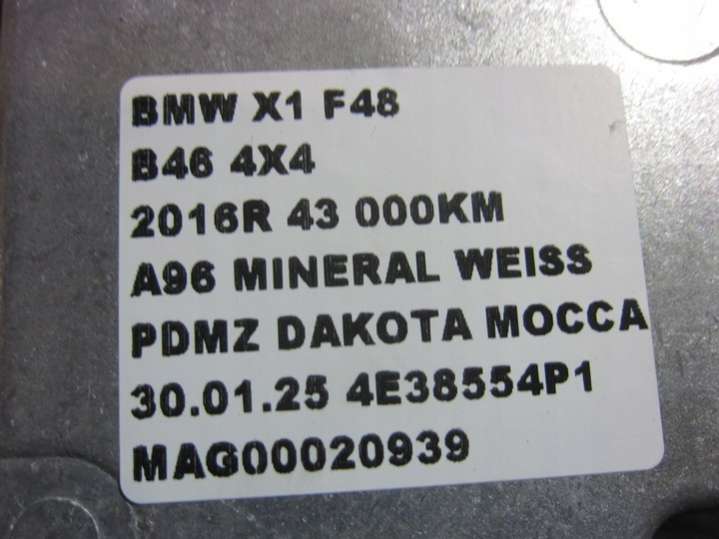 BMW X1 F48
B46 4X4
2016R 43 000KM
A96 MINERAL WEISS
PDMZ DAKOTA MOCCA
30.01.25 4E38554P1
MAG00020939